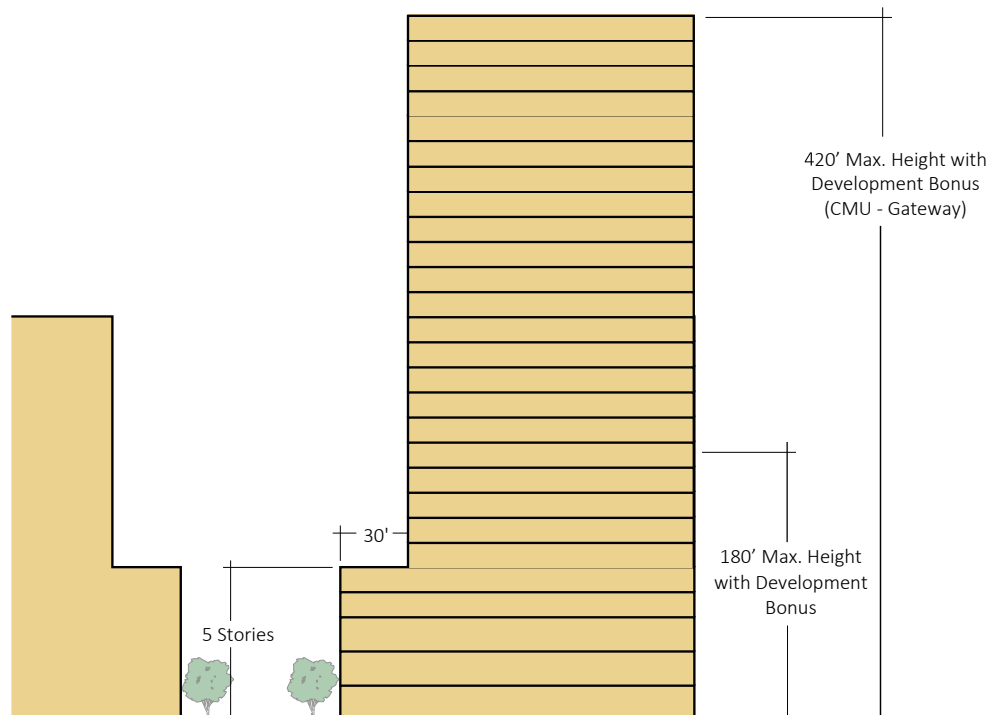 420’ Max. Height with
Development Bonus
(CMU - Gateway)
30'
180’ Max. Height
with Development
Bonus
5 Stories